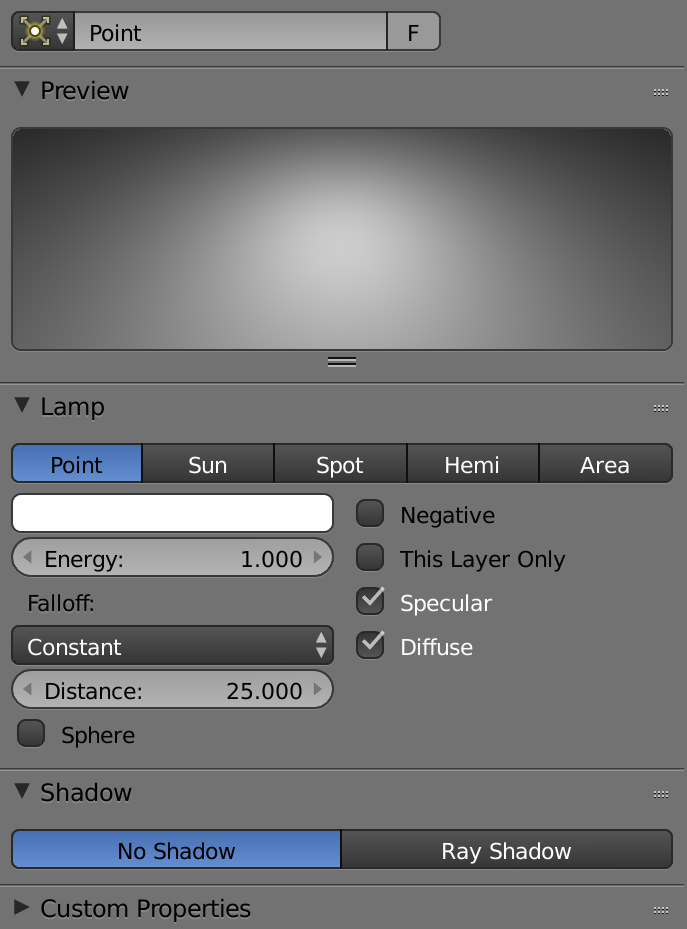 Point F
Preview
Lamp
Point Sun Spot Hemi Area
Negative
Energy: 1.000 This Layer Only
Falloff: Specular
Constant Diffuse
Distance: 25.000
Sphere
Shadow
No Shadow Ray Shadow
Custom Properties